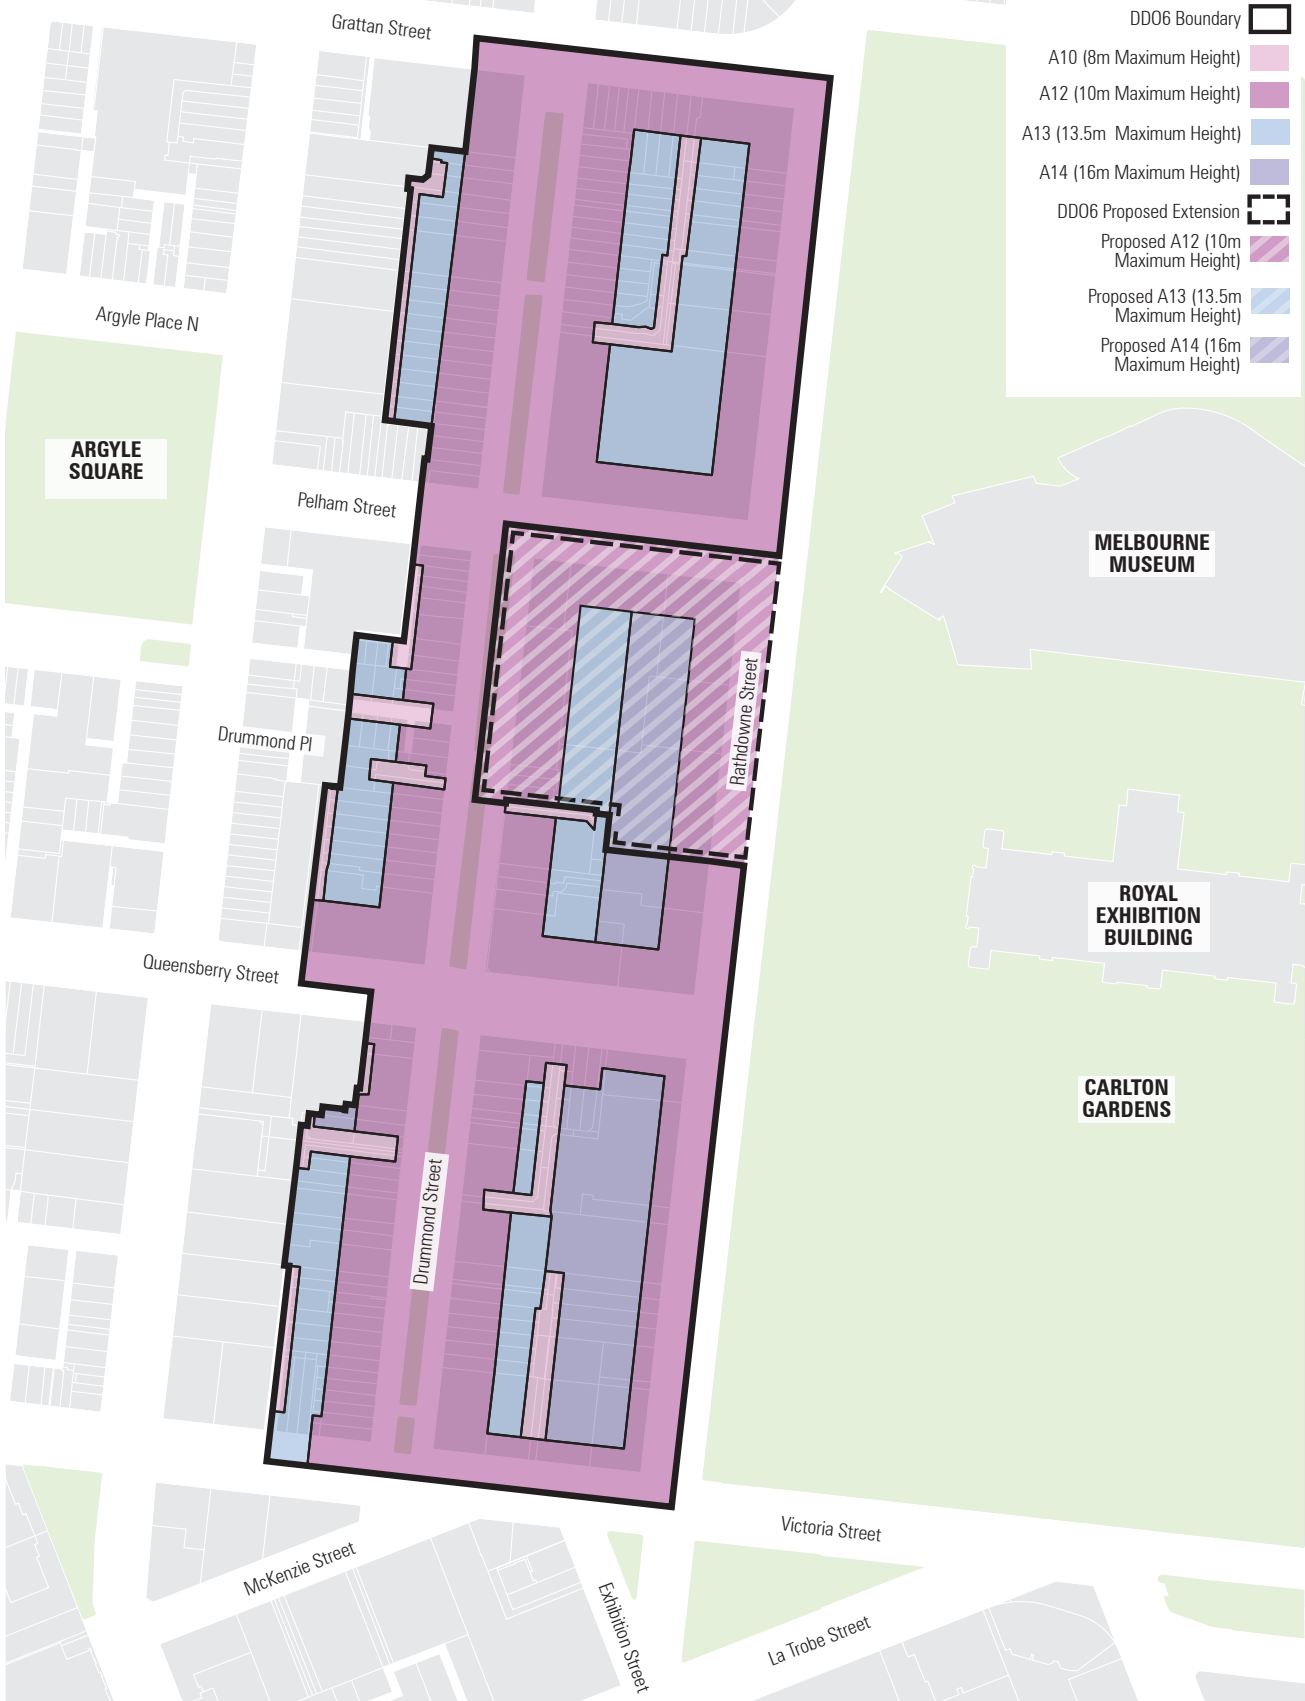 Grattan Street
DDO6 Boundary
A10 (8m Maximum Height)
A12 (10m Maximum Height)
A13 (13.5m Maximum Height)
A14 (16m Maximum Height)
DDO6 Proposed Extension
Proposed A12 (10m
Maximum Height)
Proposed A13 (13.5m
Maximum Height)
Proposed A14 (16m
Maximum Height)
Argyle Place N
ARGYLE
SQUARE
Pelham Street
MELBOURNE
MUSEUM
Rathdowne Street
Drummond Pl
ROYAL
EXHIBITION
BUILDING
Queensberry Street
CARLTON
GARDENS
Drummond Street
Victoria Street
McKenzie Street
Exhibition Street
La Trobe Street